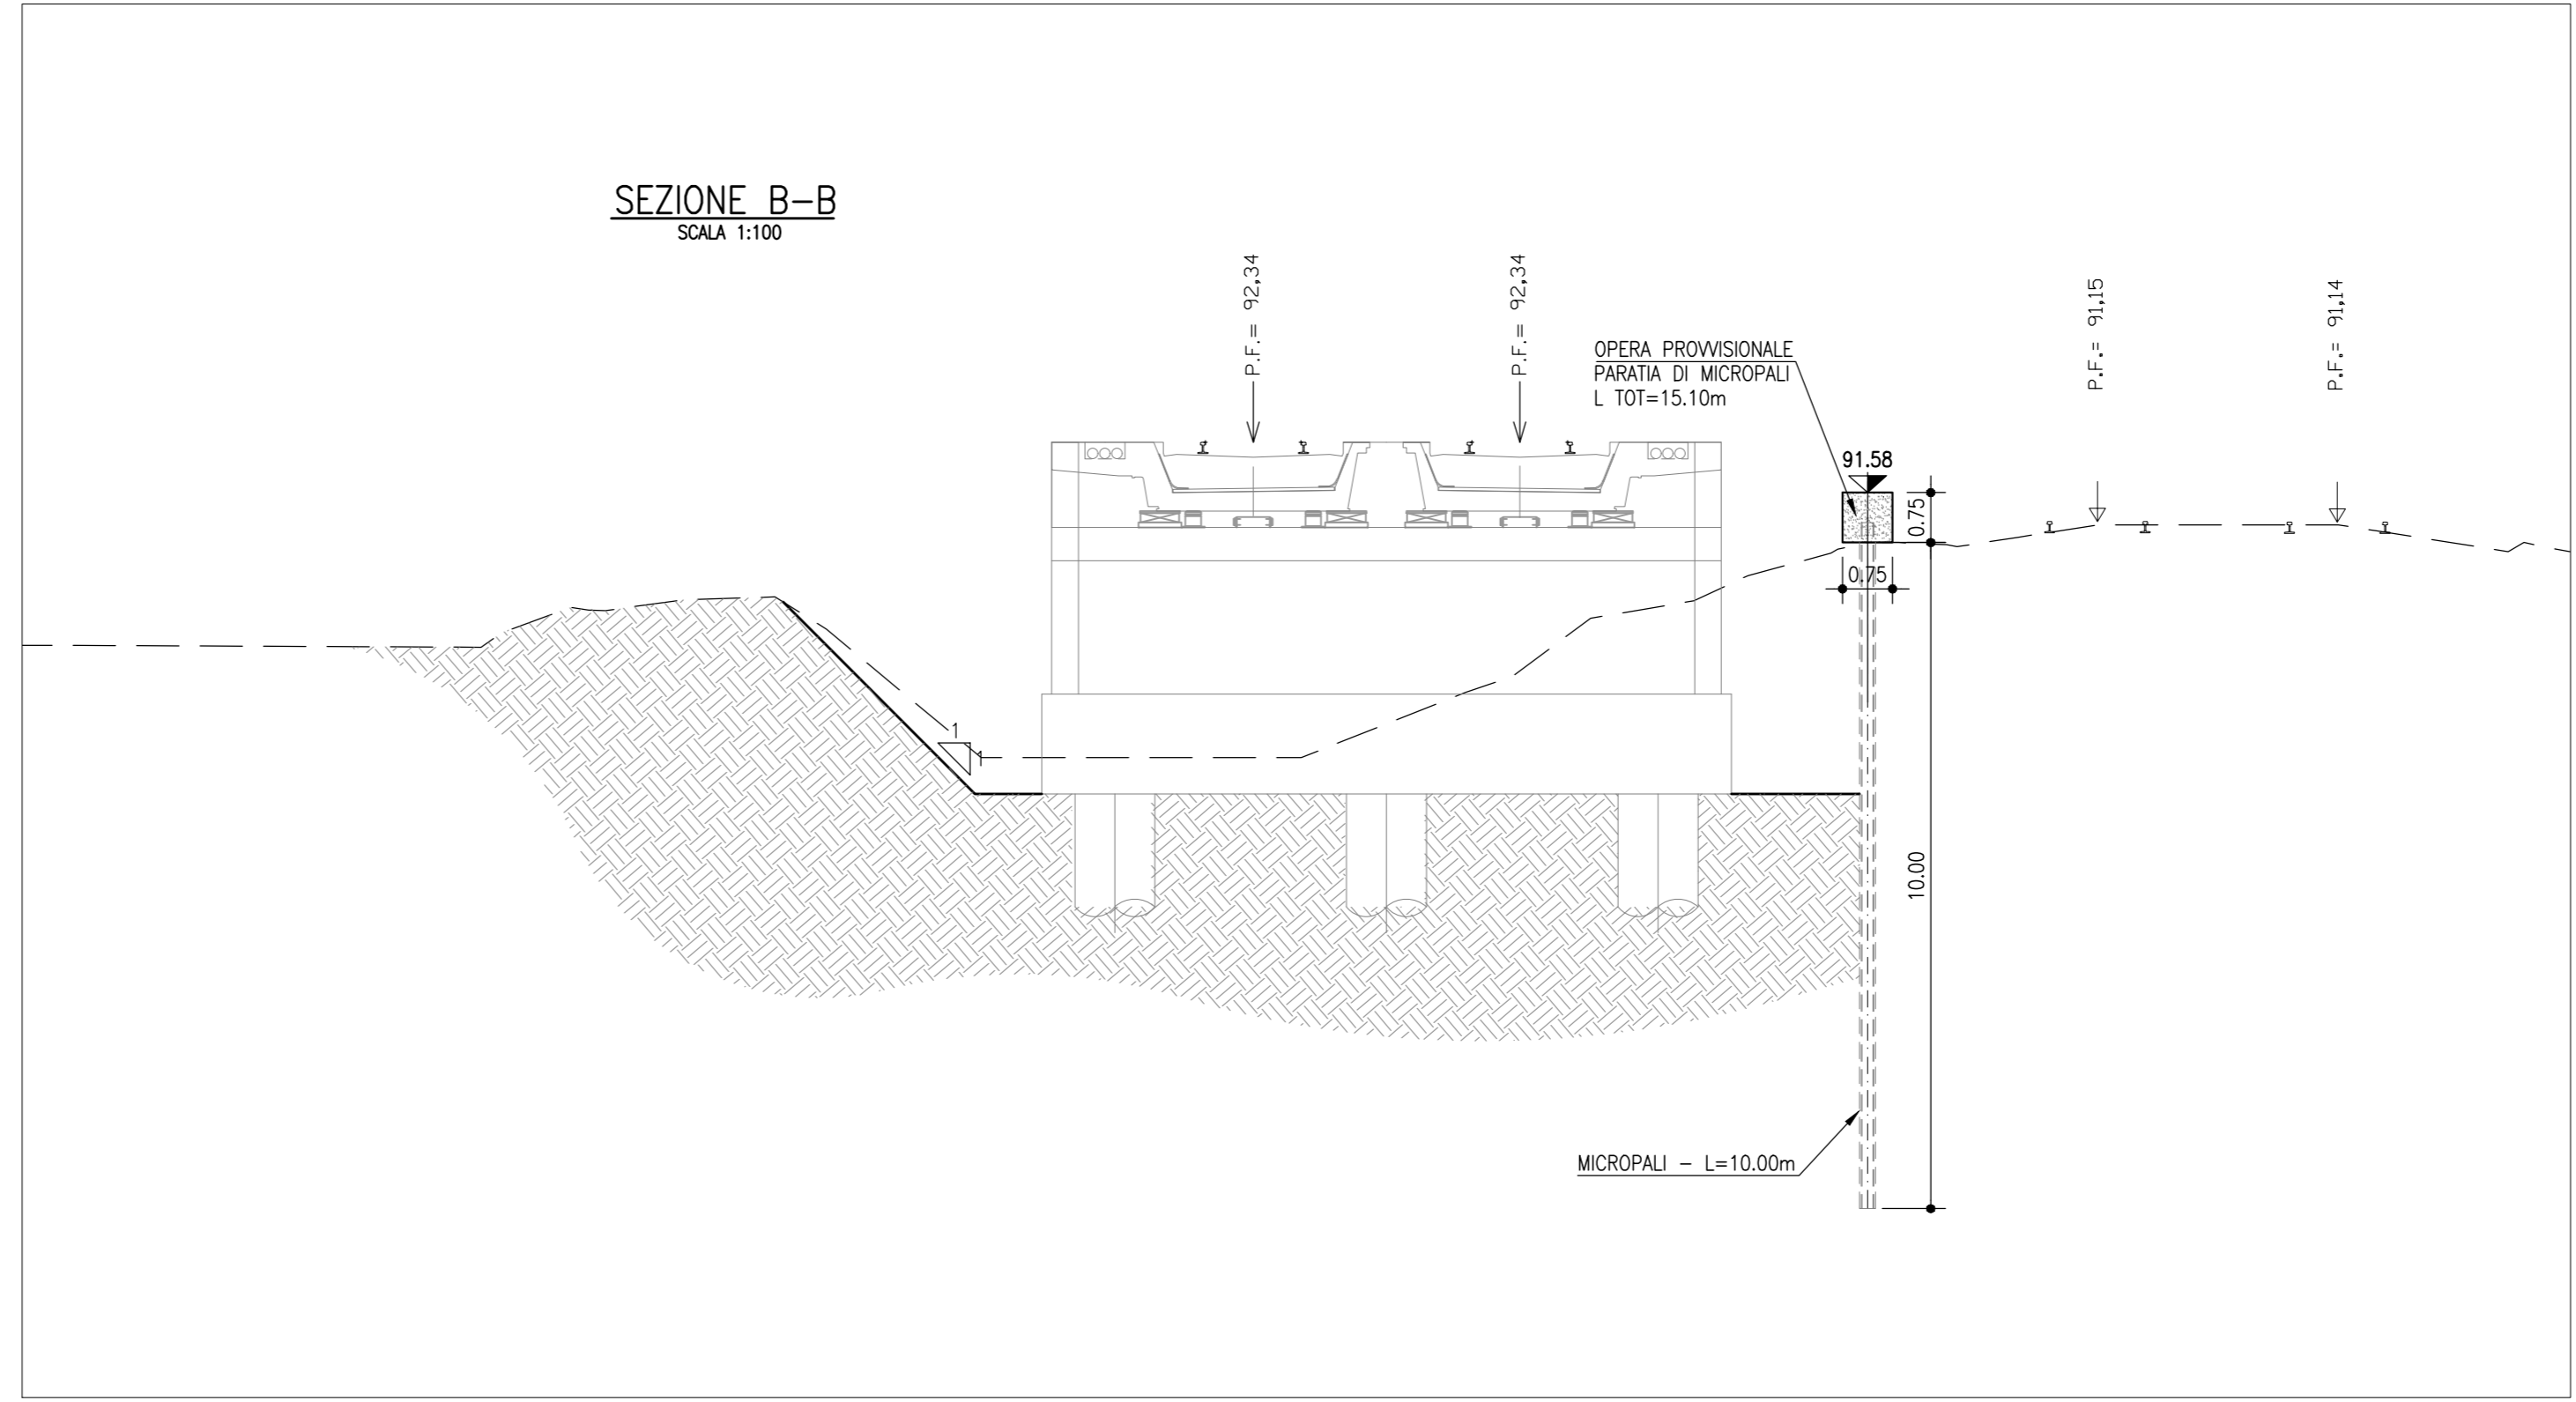 SEZIONE B-B
SCALA 1:100
P.F.= 92,34
P.F.= 92,34
P.F.= 91,15
P.F.= 91,14
OPERA PROVVISIONALE
PARATIA DI MICROPALI
L TOT=15.10m
91.58
0.75
0.75
1
1
10.00
MICROPALI - L=10.00m